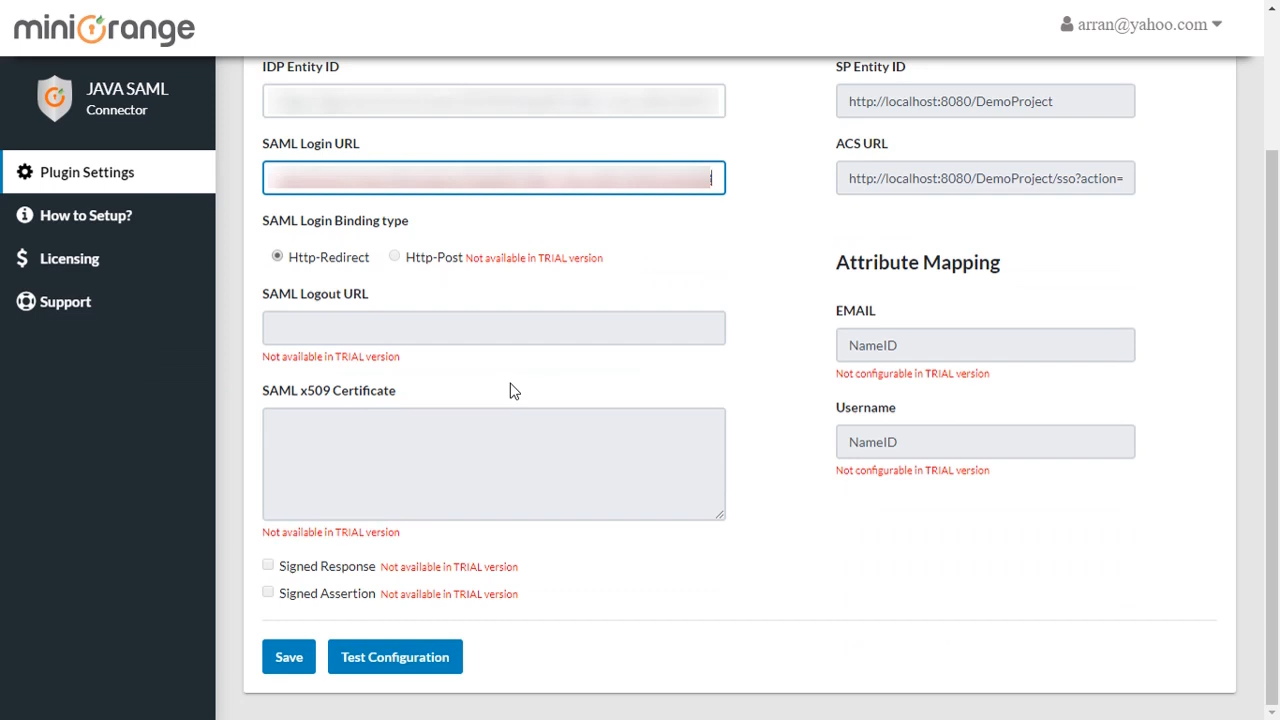 miniOrange
arran@yahoo.com
JAVA SAML
Connector
Plugin Settings
How to Setup?
Licensing
Support
IDP Entity ID
SAML Login URL
SAML Login Binding type
Http-Redirect
Http-Post Not available in TRIAL version
SAML Logout URL
Not available in TRIAL version
SAML x509 Certificate
Not available in TRIAL version
Signed Response Not available in TRIAL version
Signed Assertion Not available in TRIAL version
Save
Test Configuration
SP Entity ID
http://localhost:8080/DemoProject
ACS URL
http://localhost:8080/DemoProject/sso?action=
Attribute Mapping
EMAIL
NameID
Not configurable in TRIAL version
Username
NameID
Not configurable in TRIAL version